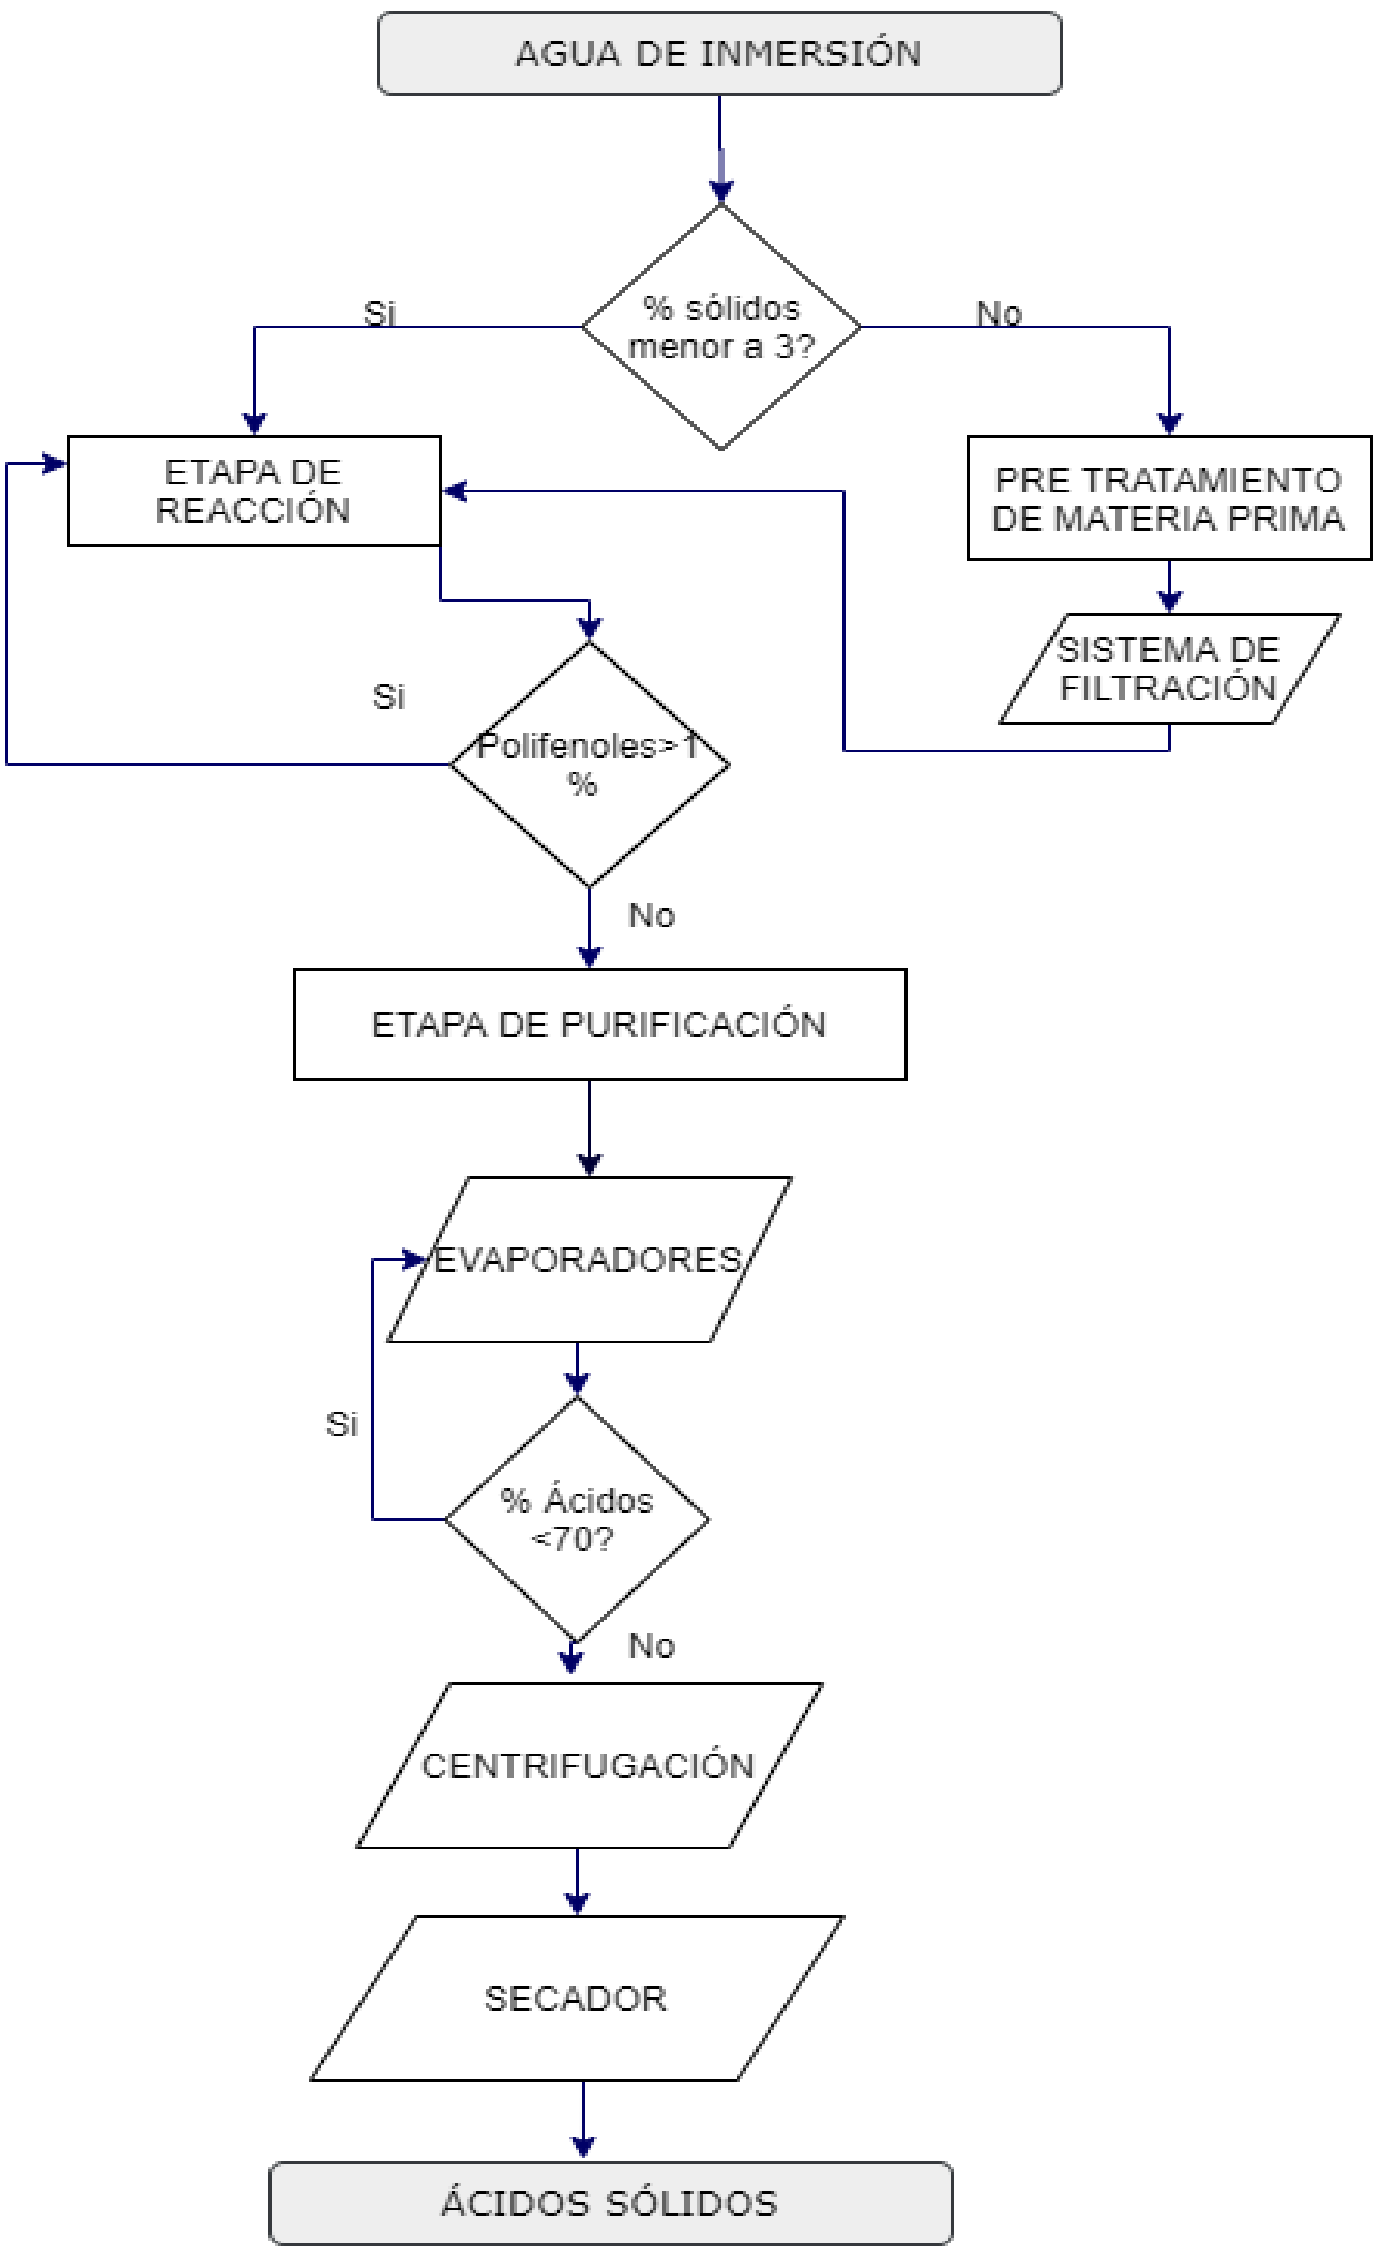 AGUA DE INMERSIÓN
% sólidos
menor a 3?
Si
No
ETAPA DE
REACCIÓN
PRE TRATAMIENTO
DE MATERIA PRIMA
SISTEMA DE
FILTRACIÓN
Si
Polifenoles>1
%
No
ETAPA DE PURIFICACIÓN
EVAPORADORES
Si
% Ácidos
<70?
No
CENTRIFUGACIÓN
SECADOR
ÁCIDOS SÓLIDOS